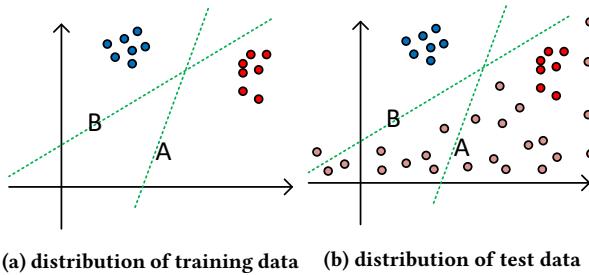 B
A
B
A
(a) distribution of training data
(b) distribution of test data